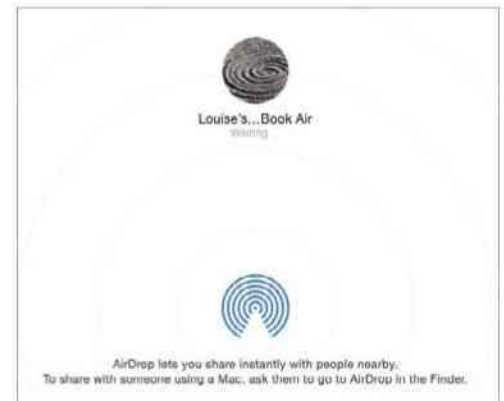 Louise's...Book Air
Waiting
AirDrop lets you share instantly with people nearby.
To share with someone using a Mac, ask them to go to AirDrop in the Finder.